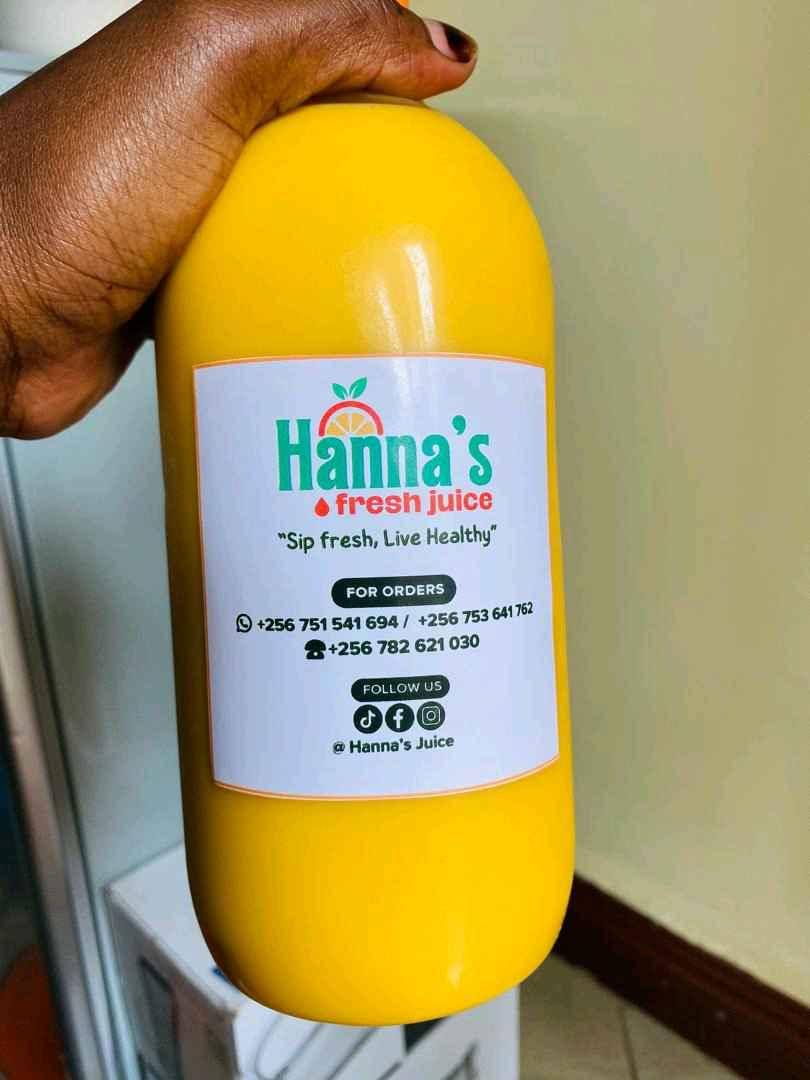 Hanna's
fresh juice
"Sip fresh, Live Healthy"
FOR ORDERS
+256 751 541 694 / +256 753 641 762
+256 782 621 030
FOLLOW US
@ Hanna's Juice